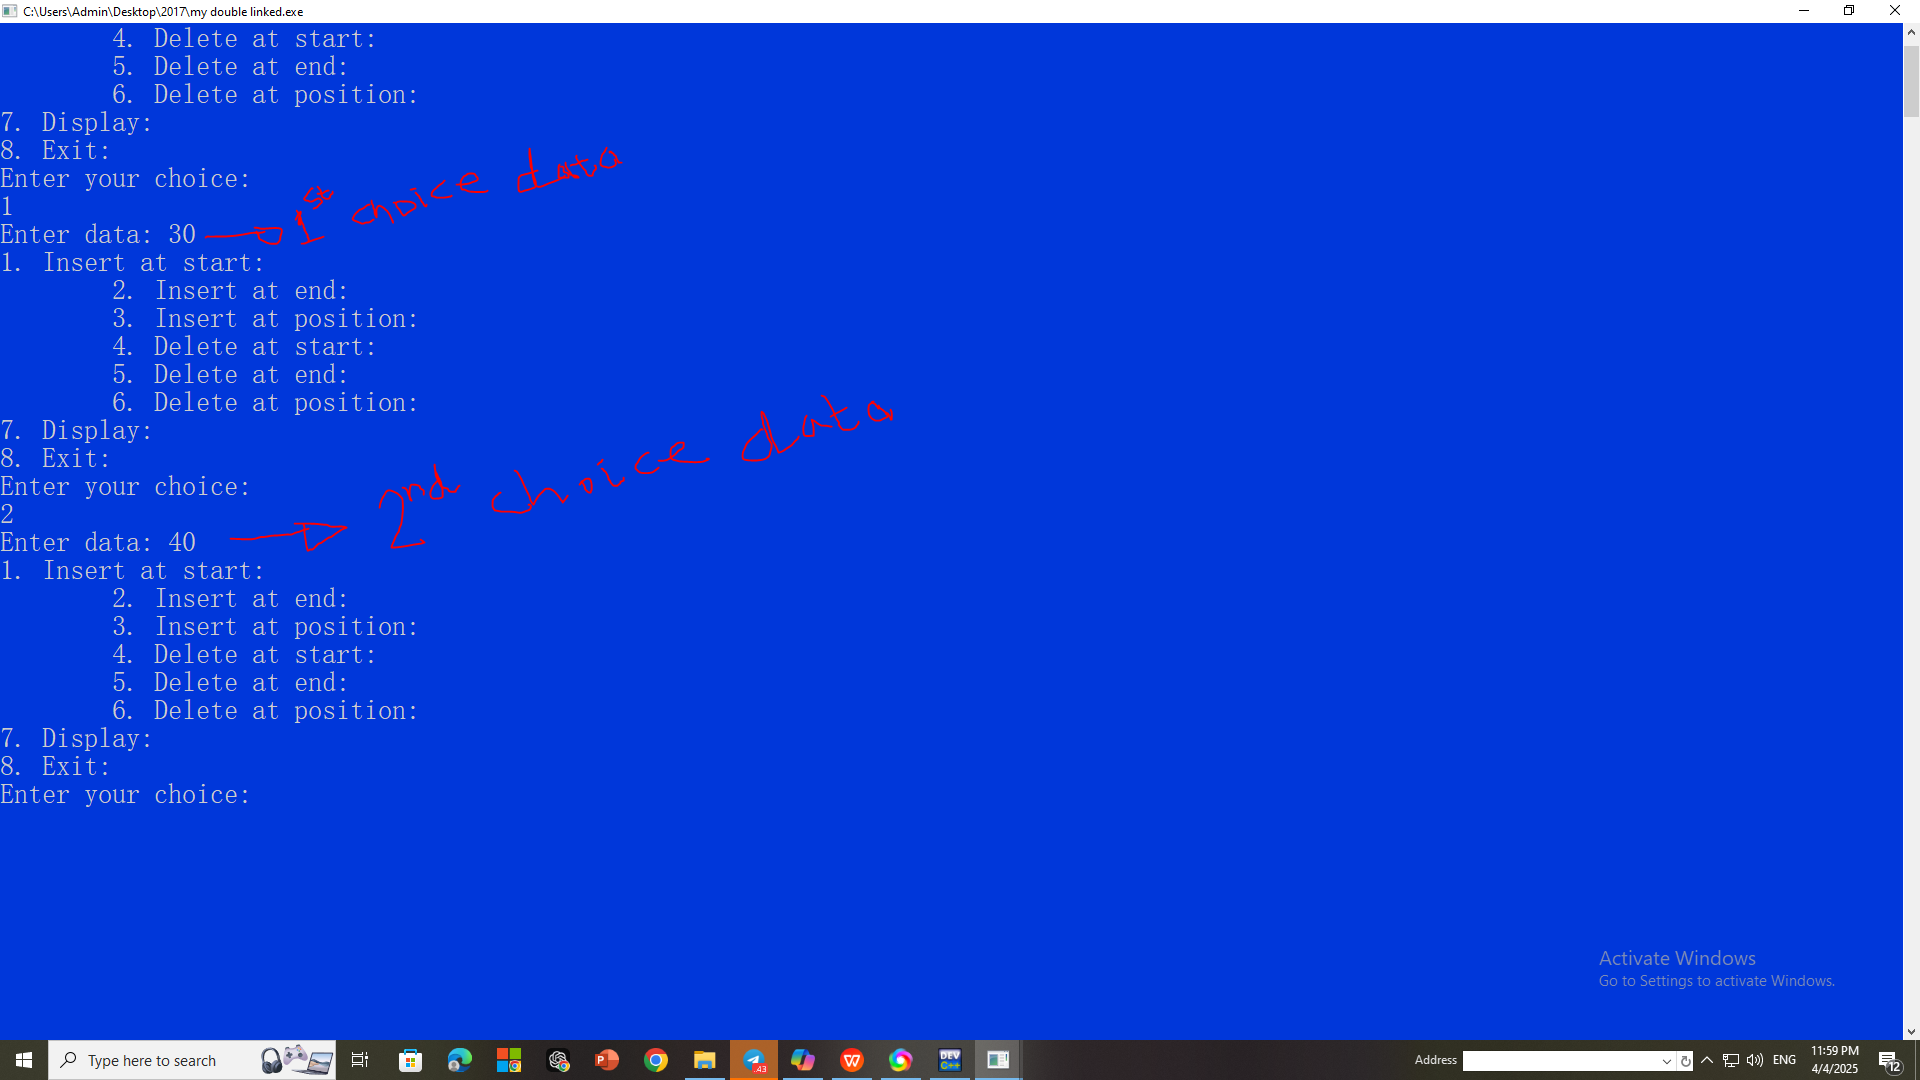 C:\Users\Admin\Desktop\2017\my double linked.exe
4. Delete at start:
5. Delete at end:
6. Delete at position:
7. Display:
8. Exit:
Enter your choice:
1
Enter data: 30
1st choice data
1. Insert at start:
2. Insert at end:
3. Insert at position:
4. Delete at start:
5. Delete at end:
6. Delete at position:
7. Display:
8. Exit:
Enter your choice:
2
Enter data: 40
2nd choice data
1. Insert at start:
2. Insert at end:
3. Insert at position:
4. Delete at start:
5. Delete at end:
6. Delete at position:
7. Display:
8. Exit:
Enter your choice:
Activate Windows
Go to Settings to activate Windows.
Type here to search
43
W
DEV
C++
Address
ENG
11:59 PM
4/4/2025
12